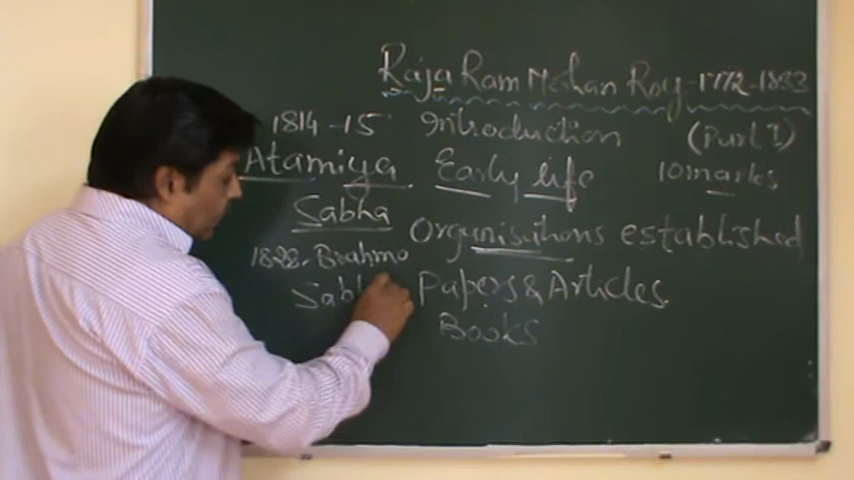 Raja Ram Mohan Roy-1772-1833
1814-15 Introduction (Part I)
Atamiya Early life 10 marks
Sabha Organisations established
1828-Brahmo
Sabh Papers & Articles
Books